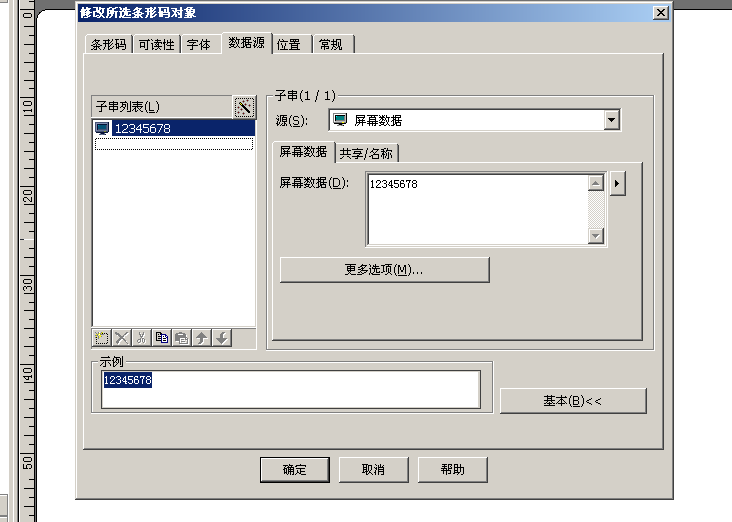 修改所选条形码对象
条形码 可读性 字体 数据源 位置 常规
子串列表(L)
12345678
子串(1 / 1)
源(S): 屏幕数据
屏幕数据 共享/名称
屏幕数据(D): 12345678
更多选项(M)...
示例
12345678
基本(B)<<
确定 取消 帮助
0
10
20
30
40
50